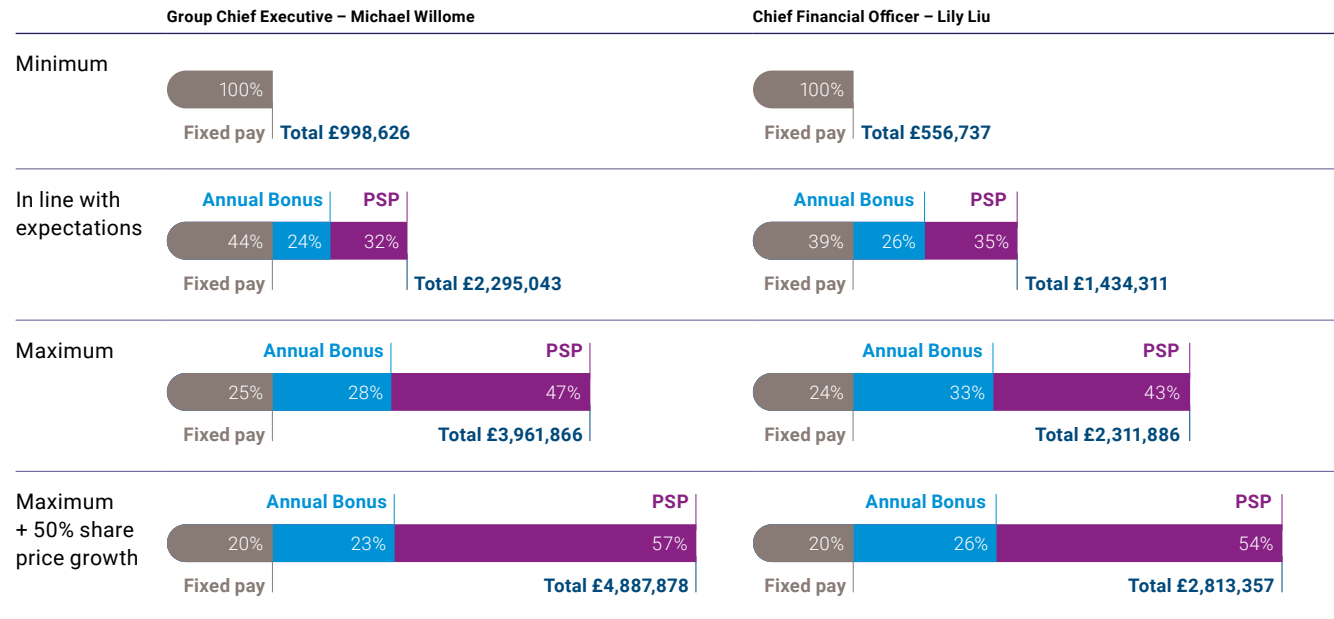 Group Chief Executive – Michael Willome
Chief Financial Officer – Lily Liu
Minimum
100%
100%
Fixed pay
Total £998,626
Fixed pay
Total £556,737
In line with
expectations
Annual Bonus
PSP
Annual Bonus
PSP
44%
24%
32%
39%
26%
35%
Fixed pay
Total £2,295,043
Fixed pay
Total £1,434,311
Maximum
Annual Bonus
PSP
Annual Bonus
PSP
25%
28%
47%
24%
33%
43%
Fixed pay
Total £3,961,866
Fixed pay
Total £2,311,886
Maximum
+ 50% share
price growth
Annual Bonus
PSP
Annual Bonus
PSP
20%
23%
57%
20%
26%
54%
Fixed pay
Total £4,887,878
Fixed pay
Total £2,813,357